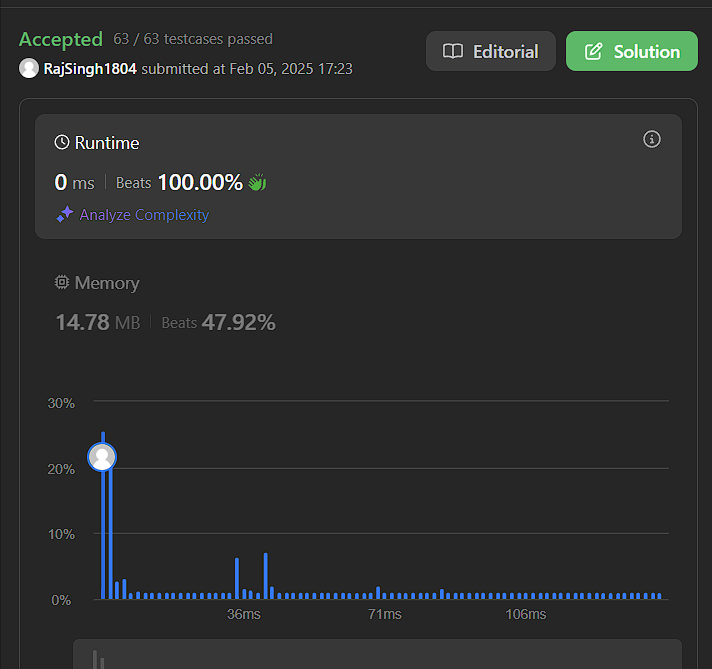 Accepted 63 / 63 testcases passed
RajSingh1804 submitted at Feb 05, 2025 17:23
Editorial
Solution
Runtime
0 ms Beats 100.00%
Analyze Complexity
Memory
14.78 MB Beats 47.92%
30%
20%
10%
0%
36ms 71ms 106ms